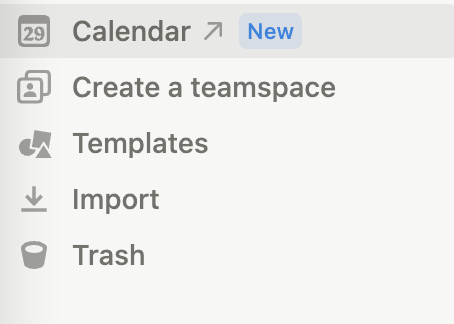 29 Calendar ↗ New
Create a teamspace
Templates
Import
Trash